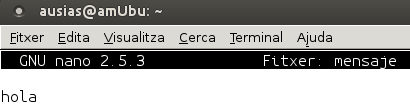 ausias@amUbu: ~
Fitxer Edita Visualitza Cerca Terminal Ajuda
GNU nano 2.5.3 Fitxer: mensaje
hola